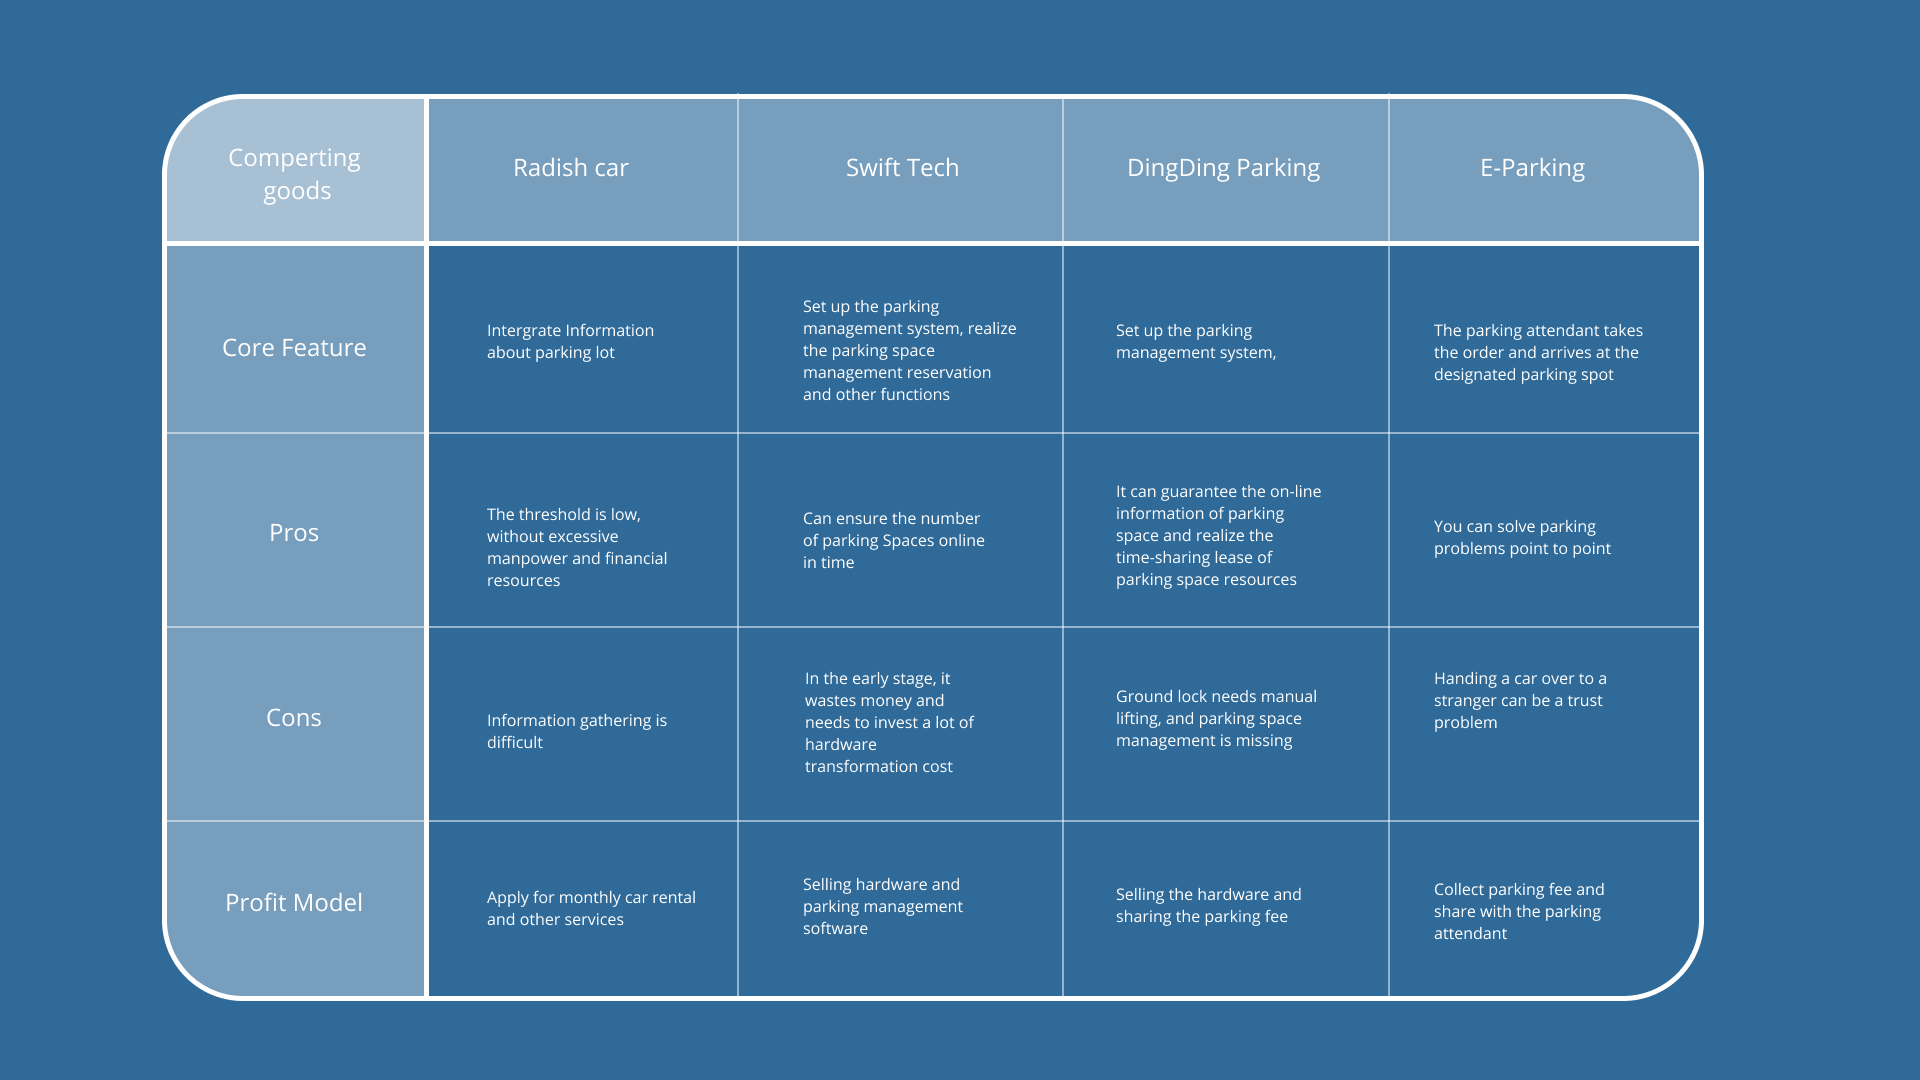 Comperting
goods
Radish car
Swift Tech
DingDing Parking
E-Parking
Core Feature
Intergrate Information
about parking lot
Set up the parking
management system, realize
the parking space
management reservation
and other functions
Set up the parking
management system,
The parking attendant takes
the order and arrives at the
designated parking spot
Pros
The threshold is low,
without excessive
manpower and financial
resources
Can ensure the number
of parking Spaces online
in time
It can guarantee the on-line
information of parking
space and realize the
time-sharing lease of
parking space resources
You can solve parking
problems point to point
Cons
Information gathering is
difficult
In the early stage, it
wastes money and
needs to invest a lot of
hardware
transformation cost
Ground lock needs manual
lifting, and parking space
management is missing
Handing a car over to a
stranger can be a trust
problem
Profit Model
Apply for monthly car rental
and other services
Selling hardware and
parking management
software
Selling the hardware and
sharing the parking fee
Collect parking fee and
share with the parking
attendant